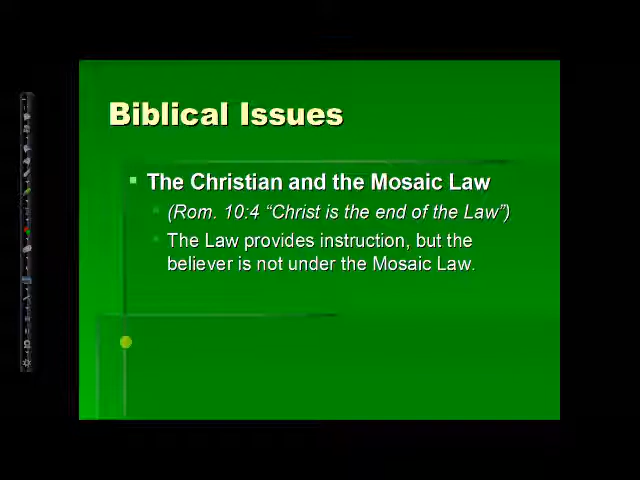 Biblical Issues
The Christian and the Mosaic Law
(Rom. 10:4 “Christ is the end of the Law”)
The Law provides instruction, but the
believer is not under the Mosaic Law.